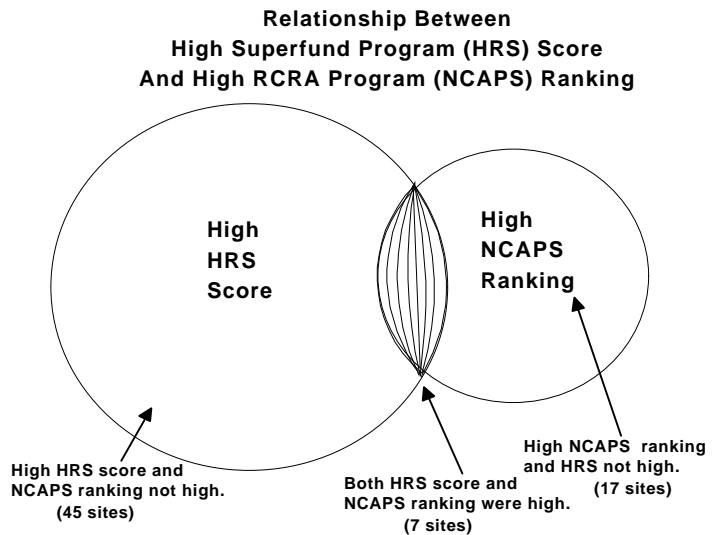 Relationship Between
High Superfund Program (HRS) Score
And High RCRA Program (NCAPS) Ranking
High
HRS
Score
High
NCAPS
Ranking
High HRS score and
NCAPS ranking not high.
(45 sites)
Both HRS score and
NCAPS ranking were high.
(7 sites)
High NCAPS ranking
and HRS not high.
(17 sites)